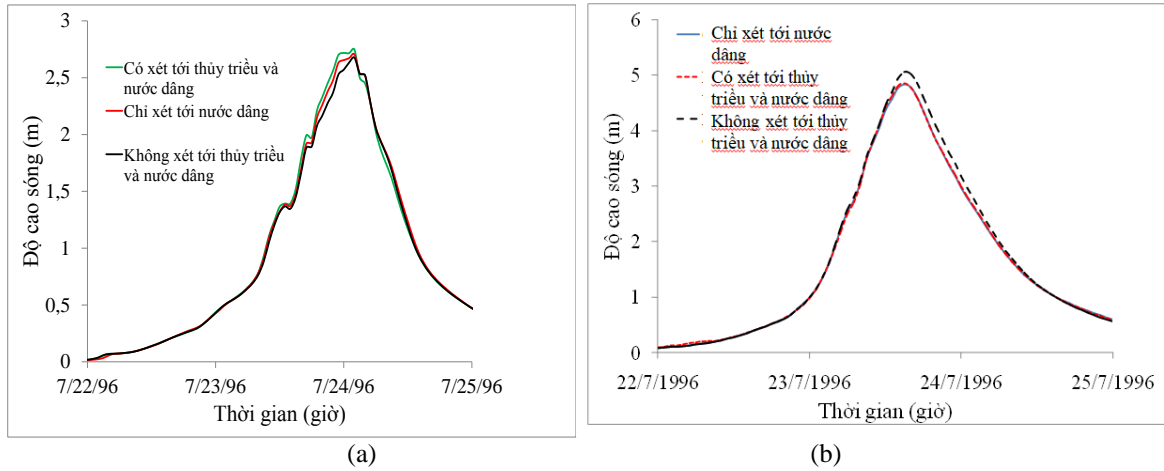 3
2,5
2
1,5
1
0,5
0
Độ cao sóng (m)
Có xét tới thủy triều và
nước dâng
Chỉ xét tới nước dâng
Không xét tới thủy triều
và nước dâng
7/22/96
7/23/96
7/24/96
7/25/96
Thời gian (giờ)
(a)
6
5
4
3
2
1
0
Độ cao sóng (m)
Chỉ xét tới nước
dâng
Có xét tới thủy
triều và nước dâng
Không xét tới thủy
triều và nước dâng
22/7/1996
23/7/1996
24/7/1996
25/7/1996
Thời gian (giờ)
(b)